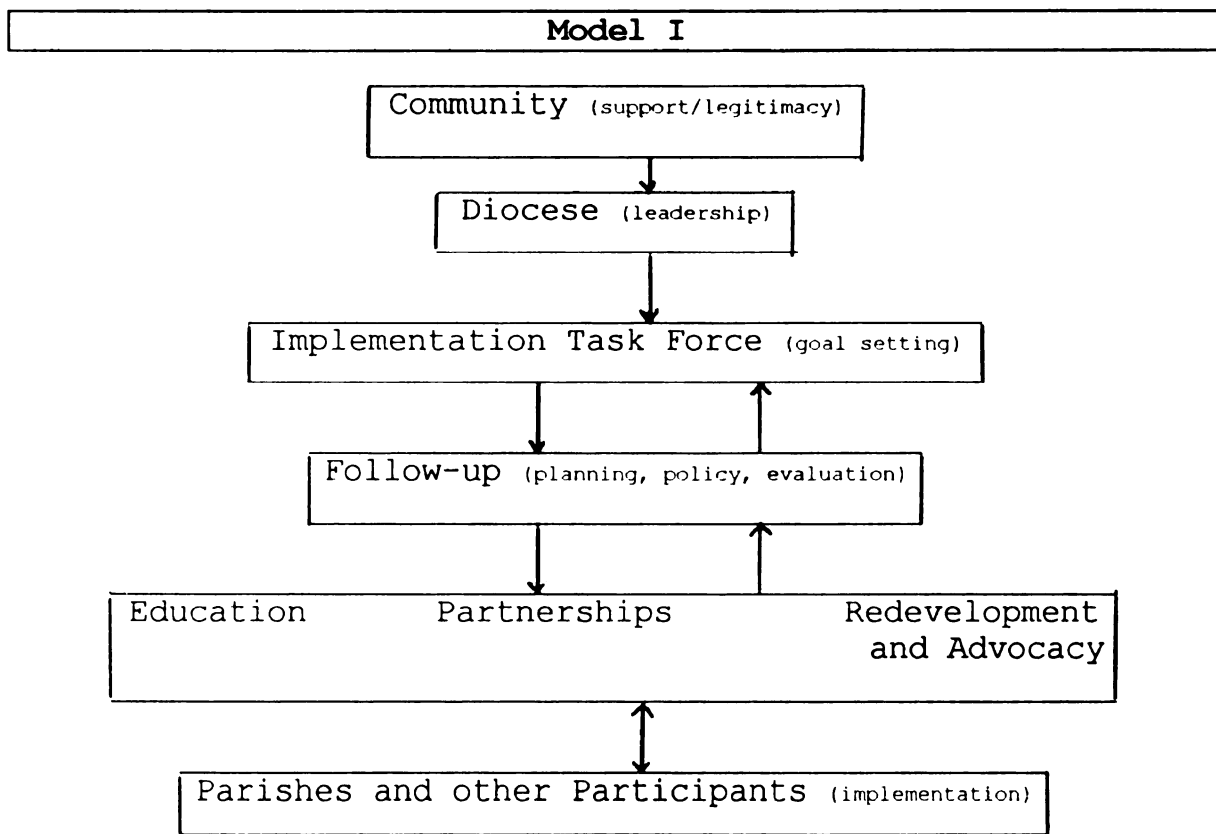 Model I
Community (support/legitimacy)
Diocese (leadership)
Implementation Task Force (goal setting)
Follow-up (planning, policy, evaluation)
Education Partnerships Redevelopment
and Advocacy
Parishes and other Participants (implementation)